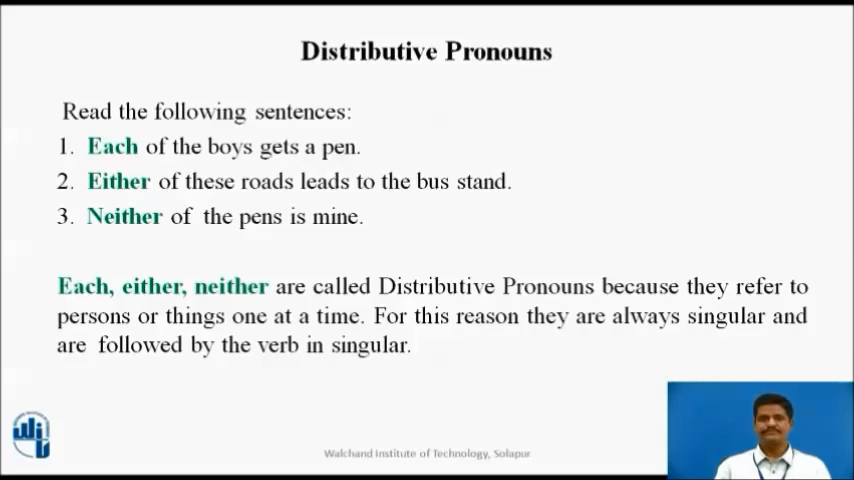 Distributive Pronouns
Read the following sentences:
1. Each of the boys gets a pen.
2. Either of these roads leads to the bus stand.
3. Neither of the pens is mine.
Each, either, neither are called Distributive Pronouns because they refer to
persons or things one at a time. For this reason they are always singular and
are followed by the verb in singular.
Walchand Institute of Technology, Solapur